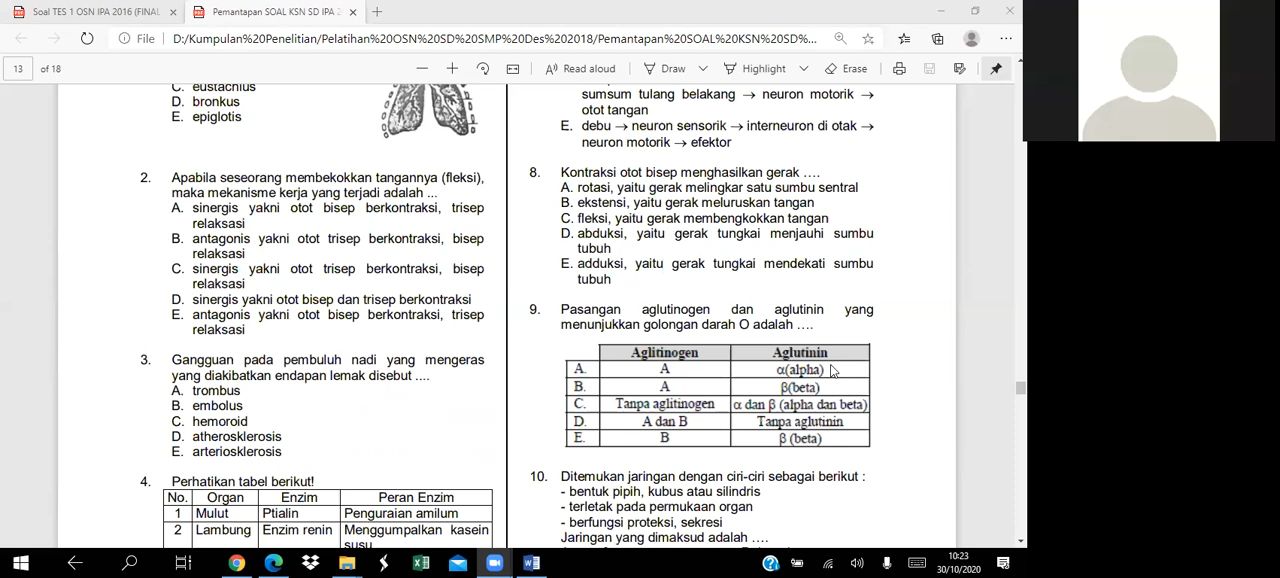 Soal TES 1 OSN IPA 2016 (FINAL
Pemantapan SOAL KSN SD IPA 2
File
D:/Kumpulan%20Penelitian/Pelatihan%20OSN%20SD%20SMP%20Des%202018/Pemantapan%20SOAL%20KSN%20SD%...
13 of 18
Read aloud
Draw
Highlight
Erase
C. eustachius
D. bronkus
E. epiglotis
2. Apabila seseorang membekokkan tangannya (fleksi),
maka mekanisme kerja yang terjadi adalah ...
A. sinergis yakni otot bisep berkontraksi, trisep
relaksasi
B. antagonis yakni otot trisep berkontraksi, bisep
relaksasi
C. sinergis yakni otot trisep berkontraksi, bisep
relaksasi
D. sinergis yakni otot bisep dan trisep berkontraksi
E. antagonis yakni otot bisep berkontraksi, trisep
relaksasi
3. Gangguan pada pembuluh nadi yang mengeras
yang diakibatkan endapan lemak disebut ....
A. trombus
B. embolus
C. hemoroid
D. atherosklerosis
E. arteriosklerosis
4. Perhatikan tabel berikut!
No. Organ Enzim Peran Enzim
1 Mulut Ptialin Penguraian amilum
2 Lambung Enzim renin Menggumpalkan kasein
susu
sumsum tulang belakang → neuron motorik →
otot tangan
E. debu → neuron sensorik → interneuron di otak →
neuron motorik → efektor
8. Kontraksi otot bisep menghasilkan gerak ....
A. rotasi, yaitu gerak melingkar satu sumbu sentral
B. ekstensi, yaitu gerak meluruskan tangan
C. fleksi, yaitu gerak membengkokkan tangan
D. abduksi, yaitu gerak tungkai menjauhi sumbu
tubuh
E. adduksi, yaitu gerak tungkai mendekati sumbu
tubuh
9. Pasangan aglutinogen dan aglutinin yang
menunjukkan golongan darah O adalah ....
Aglitinogen Aglutinin
A. A α(alpha)
B. A β(beta)
C. Tanpa aglitinogen α dan β (alpha dan beta)
D. A dan B Tanpa aglutinin
E. B β (beta)
10. Ditemukan jaringan dengan ciri-ciri sebagai berikut :
- bentuk pipih, kubus atau silindris
- terletak pada permukaan organ
- berfungsi proteksi, sekresi
Jaringan yang dimaksud adalah ....
10:23
30/10/2020